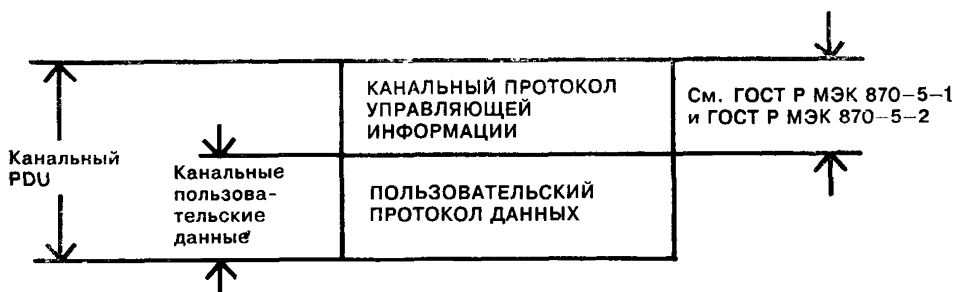 КАНАЛЬНЫЙ ПРОТОКОЛ
УПРАВЛЯЮЩЕЙ
ИНФОРМАЦИИ
См. ГОСТ Р МЭК 870-5-1
и ГОСТ Р МЭК 870-5-2
Канальный
PDU
Канальные
пользова-
тельские
данные
ПОЛЬЗОВАТЕЛЬСКИЙ
ПРОТОКОЛ ДАННЫХ